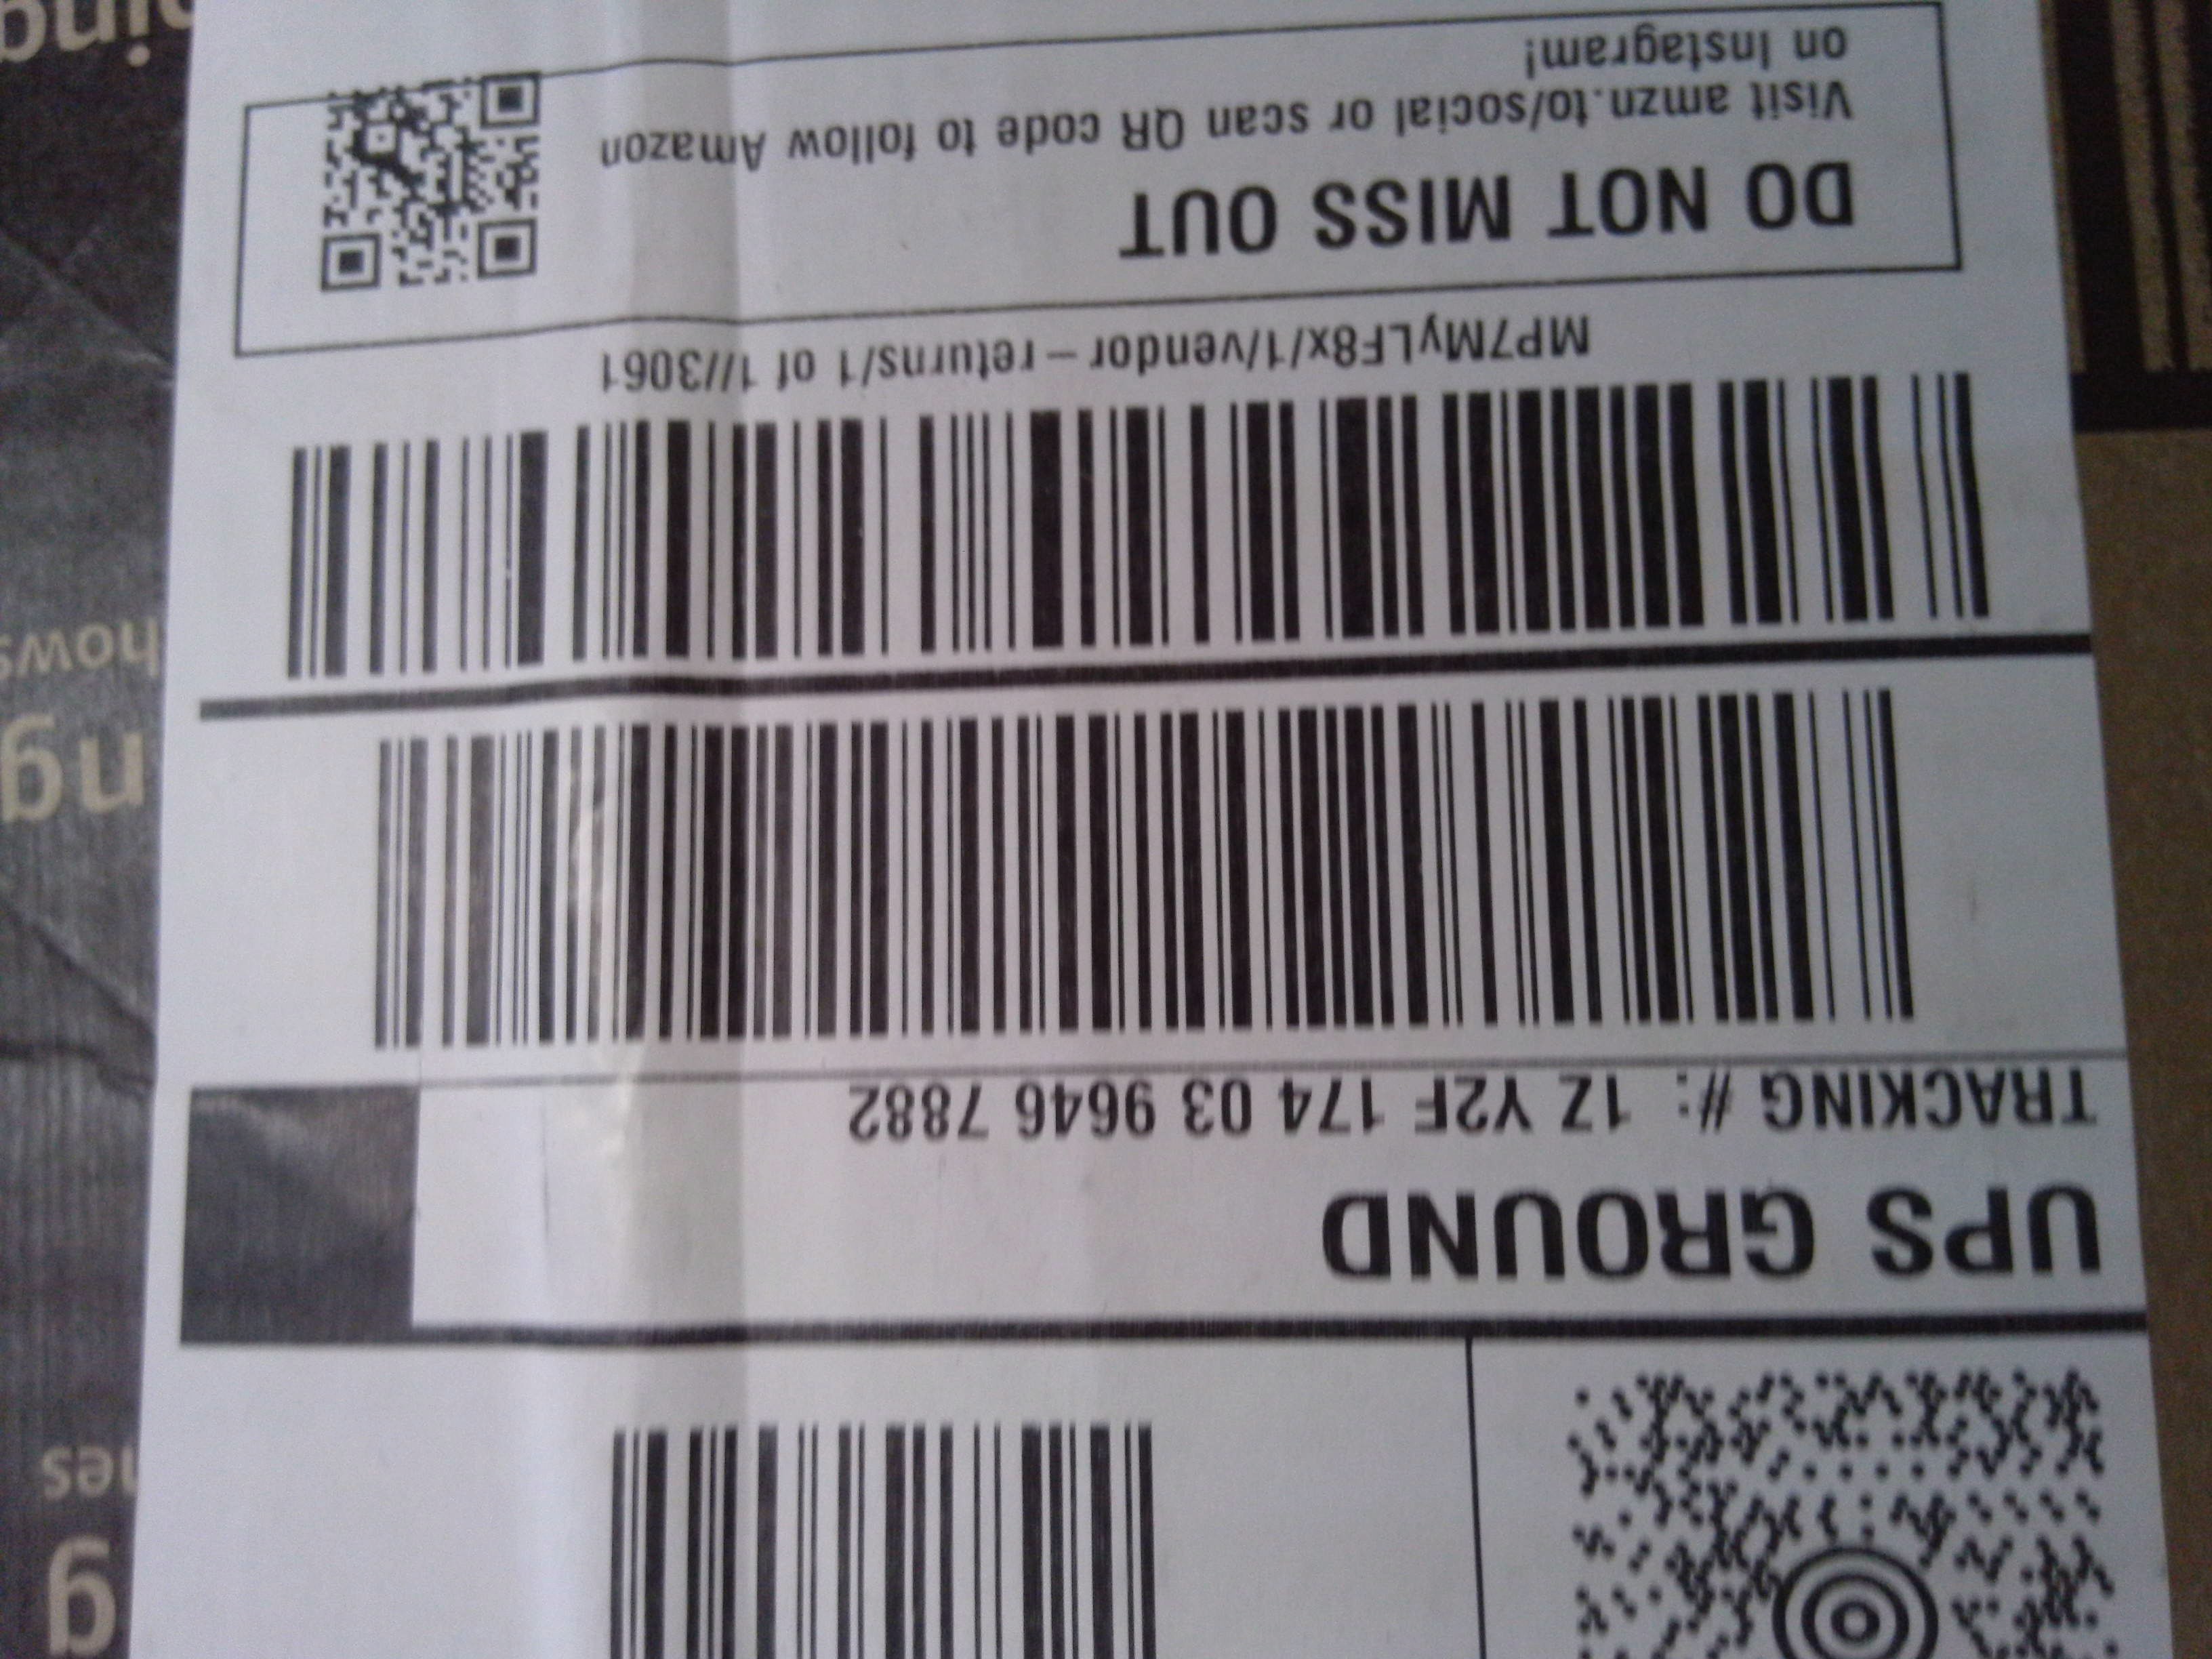 UPS GROUND
TRACKING #: 1Z Y2F 174 03 9646 7882
MP7MyLF8x/1/vendor-returns/1 of 1//3061
DO NOT MISS OUT
Visit amzn.to/social or scan QR code to follow Amazon
on Instagram!